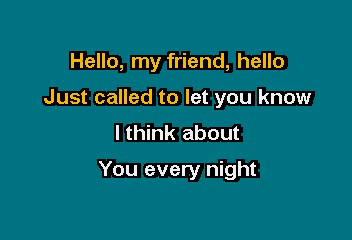 Hello, my friend, hello
Just called to let you know
I think about
You every night